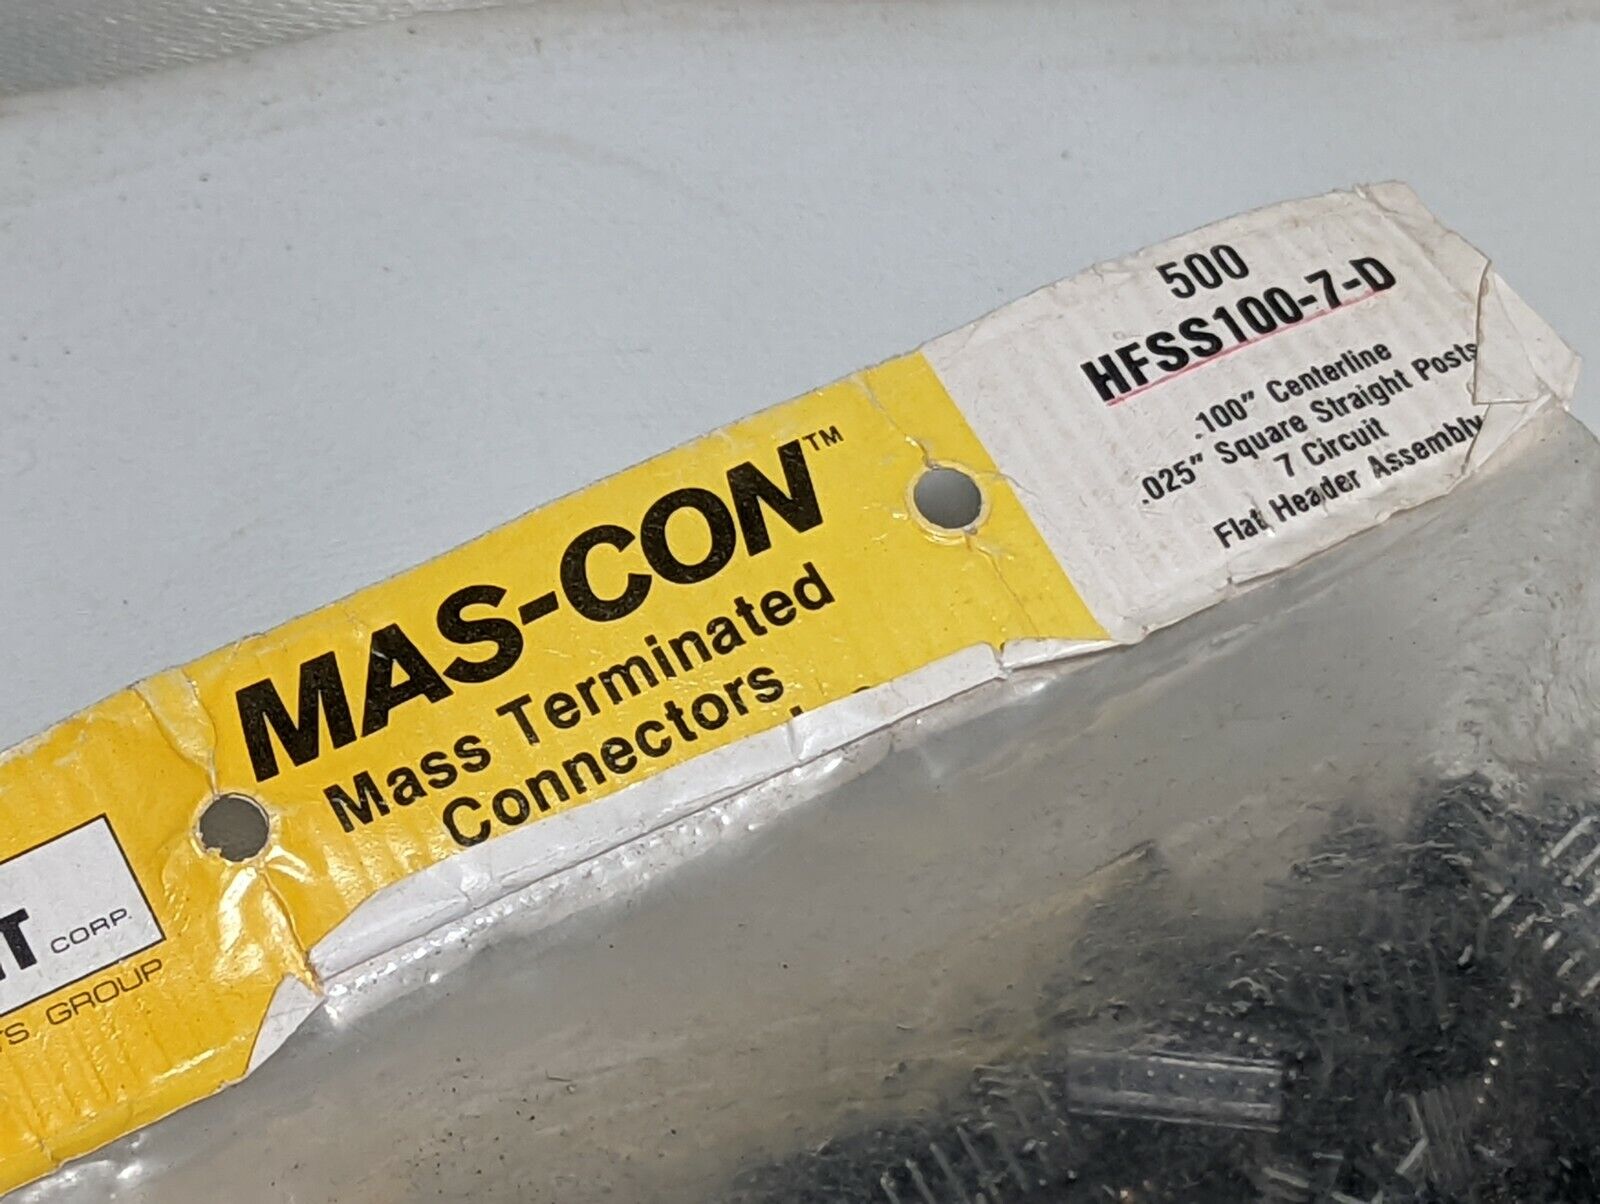 MAS-CON™
Mass Terminated
Connectors
CORP.
GROUP
500
HFSS100-7-D
.100" Centerline
.025" Square Straight Posts
7 Circuit
Flat Header Assembly